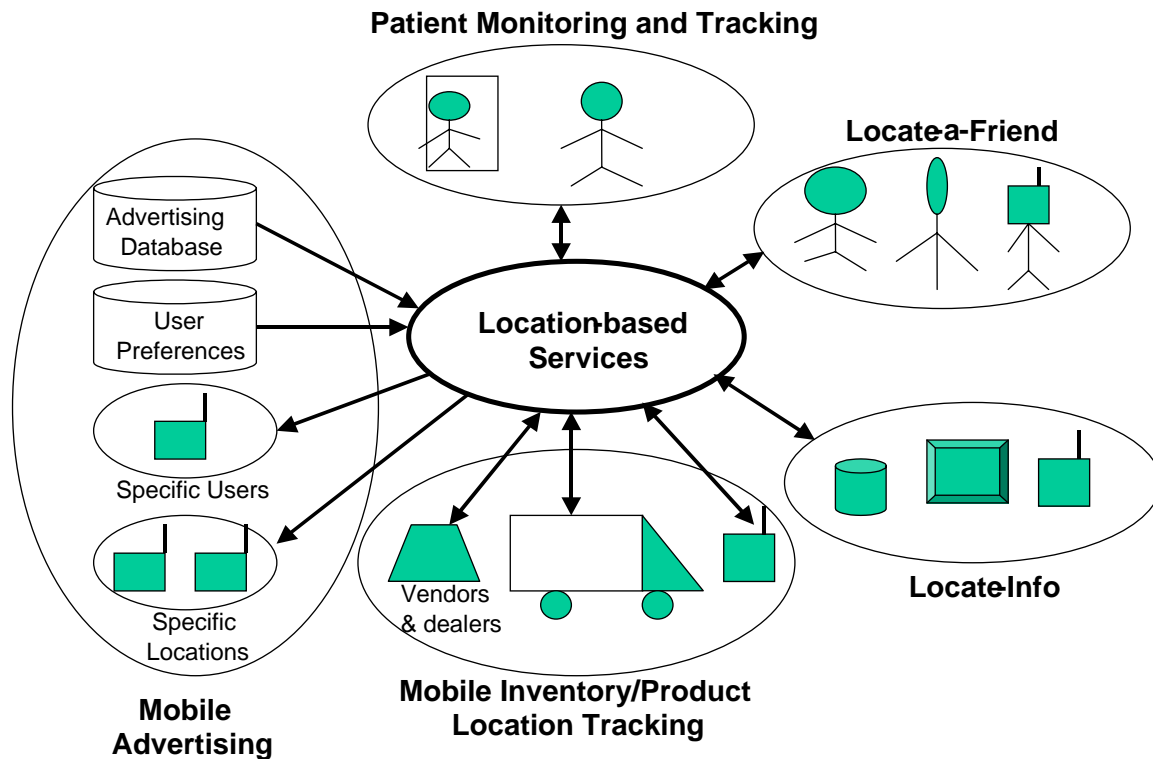 Patient Monitoring and Tracking
Locate-a-Friend
Advertising
Database
User
Preferences
Location-based
Services
Specific Users
Specific
Locations
Vendors
& dealers
Locate-Info
Mobile Inventory/Product
Location Tracking
Mobile
Advertising